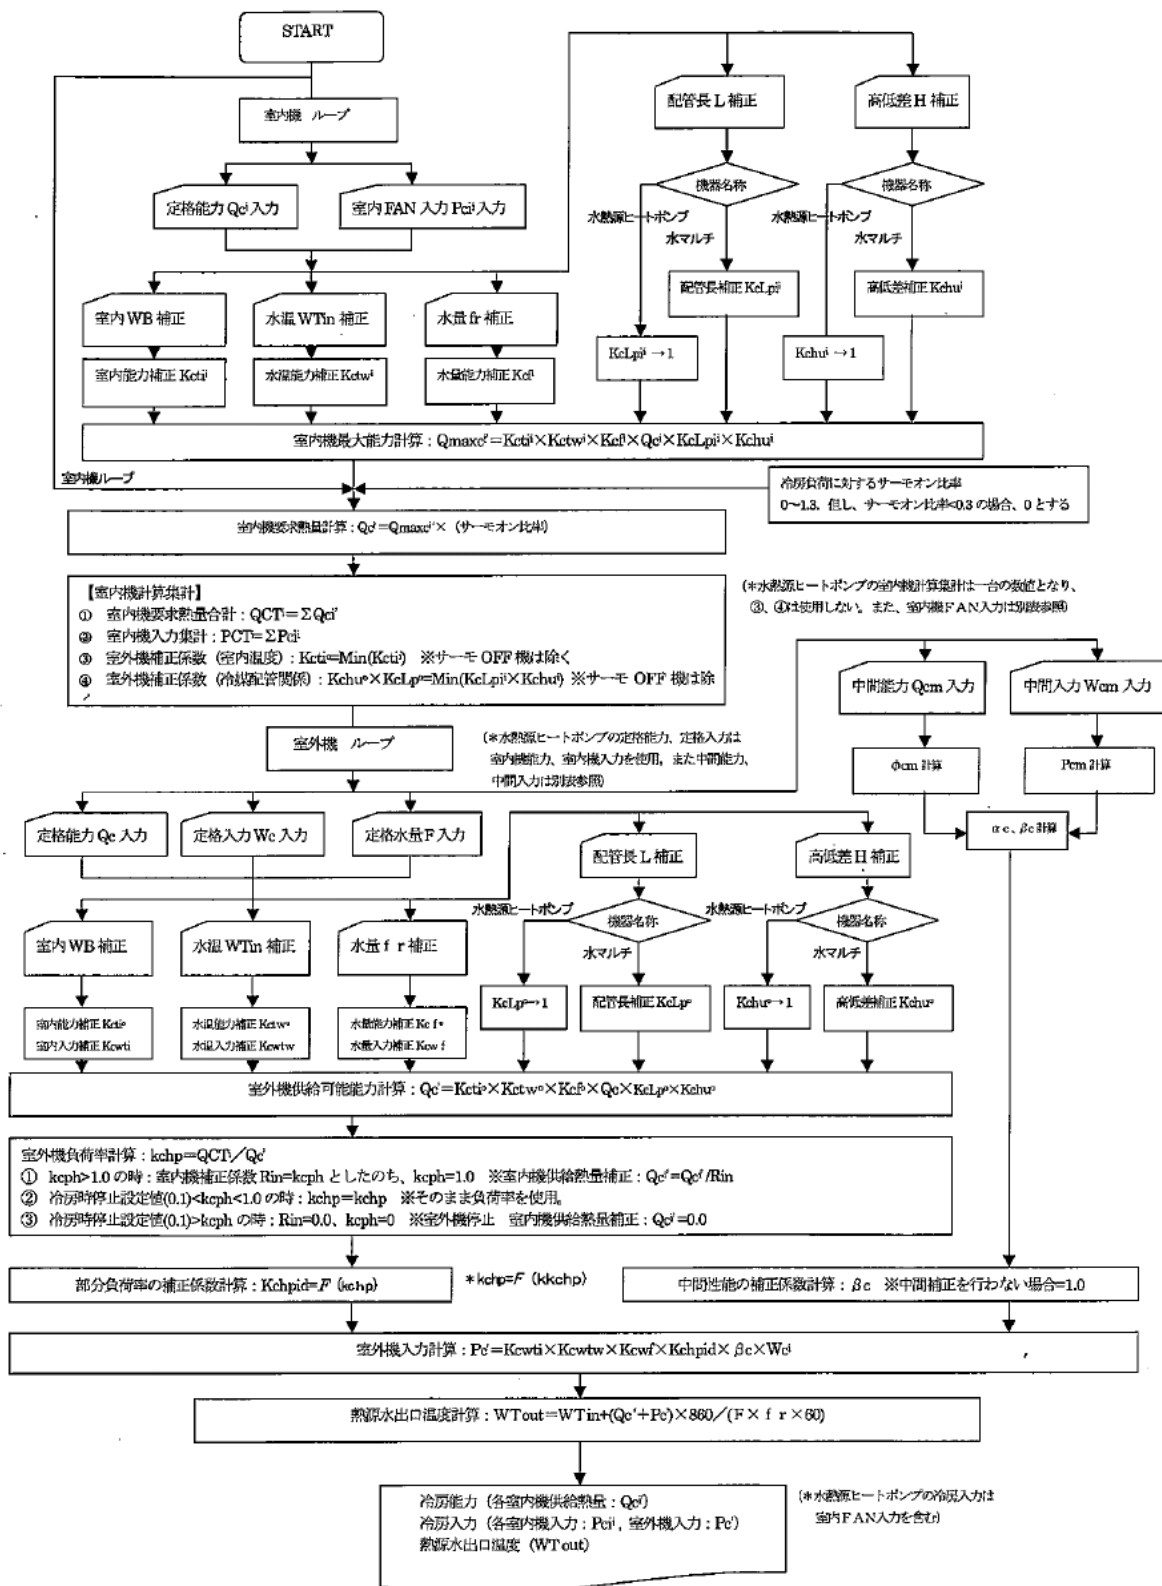 START
室内機 ループ
定格能力 Qcⁱ 入力
室内 FAN 入力 Pciⁱ 入力
配管長 L 補正
高低差 H 補正
機器名称
機器名称
水熱源ヒートポンプ
水マルチ
水熱源ヒートポンプ
水マルチ
室内 WB 補正
水温 WTin 補正
水量 fr 補正
配管長補正 KcLpiⁱ
高低差補正 Kchuⁱ
室内能力補正 Kctiⁱ
水温能力補正 Kctwⁱ
水量能力補正 Kcfⁱ
KcLpiⁱ →1
Kchuⁱ →1
室内機最大能力計算：Qmaxcⁱ'＝Kctiⁱ×Kctwⁱ×Kcfⁱ×Qcⁱ×KcLpiⁱ×Kchuⁱ
室内機ループ
冷房負荷に対するサーモオン比率
0～1.3、但し、サーモオン比率<0.3 の場合、0 とする
室内機要求熱量計算：Qcⁱ'＝Qmaxcⁱ'×（サーモオン比率）
【室内機計算集計】
① 室内機要求熱量合計：QCTⁱ＝ΣQciⁱ'
② 室内機入力集計：PCTⁱ＝ΣPciⁱ
③ 室外機補正係数（室内温度）：Kctiᵒ＝Min(Kctiⁱ) ※サーモ OFF 機は除く
④ 室外機補正係数（冷媒配管関係）：Kchuᵒ×KcLpᵒ＝Min(KcLpiⁱ×Kchuⁱ) ※サーモ OFF 機は除
(＊水熱源ヒートポンプの室内機計算集計は一台の数値となり、
③、④は使用しない。また、室内機ＦＡＮ入力は別表参照)
中間能力 Qcm 入力
中間入力 Wcm 入力
室外機 ループ
(＊水熱源ヒートポンプの定格能力、定格入力は
室内機能力、室内機入力を使用，また中間能力、
中間入力は別表参照)
φcm 計算
Pcm 計算
αc、βc 計算
定格能力 Qc 入力
定格入力 Wc 入力
定格水量 F 入力
配管長 L 補正
高低差 H 補正
水熱源ヒートポンプ
機器名称
水熱源ヒートポンプ
機器名称
水マルチ
水マルチ
室内 WB 補正
水温 WTin 補正
水量ｆｒ補正
KcLpᵒ→1
配管長補正 KcLpᵒ
Kchuᵒ→1
高低差補正 Kchuᵒ
室内能力補正 Kctiᵒ
室内入力補正 Kcwti
水温能力補正 Kctwᵒ
水温入力補正 Kcwtw
水量能力補正 Kcfᵒ
水量入力補正 Kcwf
室外機供給可能能力計算：Qc'＝Kctiᵒ×Kctwᵒ×Kcfᵒ×Qc×KcLpᵒ×Kchuᵒ
室外機負荷率計算：kchp＝QCTⁱ／Qc'
① kcph>1.0 の時：室内機補正係数 Rin=kcph としたのち、kcph=1.0 ※室内機供給熱量補正：Qcⁱ'=Qcⁱ'/Rin
② 冷房時停止設定値(0.1)<kcph<1.0 の時：kchp＝kchp ※そのまま負荷率を使用。
③ 冷房時停止設定値(0.1)>kcph の時：Rin=0.0、kcph=0 ※室外機停止 室内機供給熱量補正：Qcⁱ'=0.0
部分負荷率の補正係数計算：Kchpid=F（kchp）
＊kchp=F（kkchp）
中間性能の補正係数計算：βc ※中間補正を行わない場合=1.0
室外機入力計算：Pc'＝Kcwti×Kcwtw×Kcwf×Kchpid×βc×Wcⁱ
熱源水出口温度計算：WTout＝WTin+(Qc'＋Pc')×860／(F×ｆｒ×60)
冷房能力（各室内機供給熱量：Qcⁱ'）
冷房入力（各室内機入力：Pciⁱ，室外機入力：Pc'）
熱源水出口温度（WTout）
(＊水熱源ヒートポンプの冷房入力は
室内ＦＡＮ入力を含む)